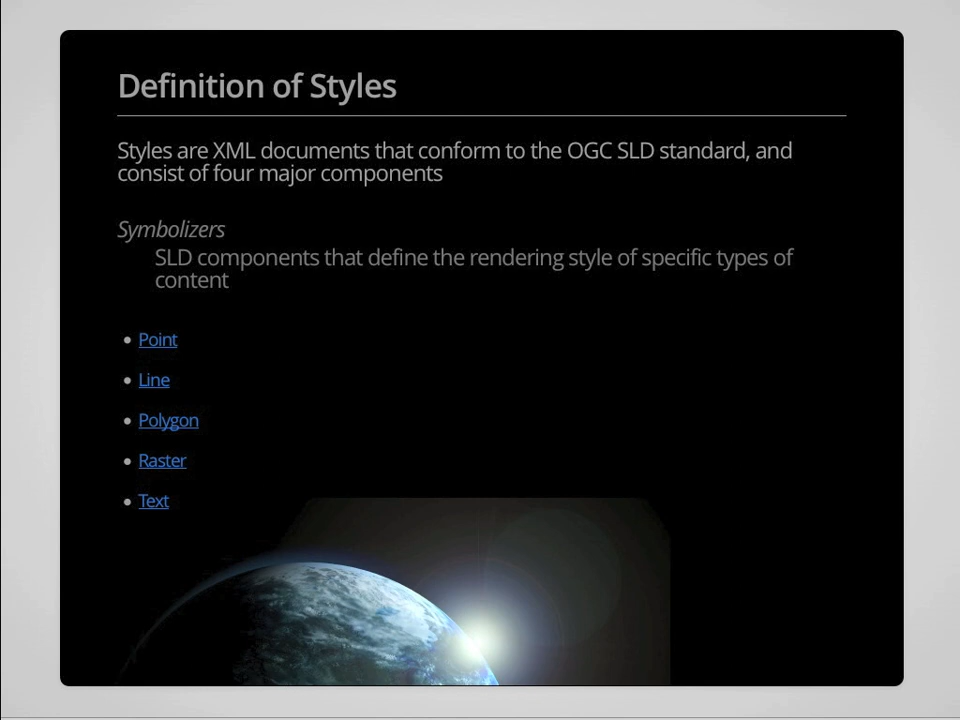 Definition of Styles
Styles are XML documents that conform to the OGC SLD standard, and
consist of four major components
Symbolizers
SLD components that define the rendering style of specific types of
content
• Point
• Line
• Polygon
• Raster
• Text